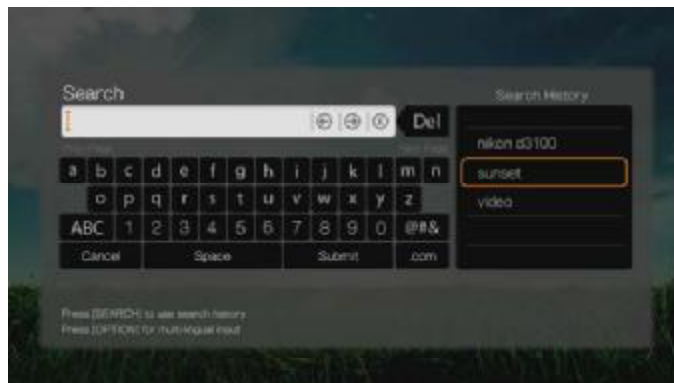 Search
Search History
Del
nikon d3100
sunset
video
a b c d e f g h i j k l m n
o p q r s t u v w x y z
ABC 1 2 3 4 5 6 7 8 9 0 @#&
Cancel Space Submit .com
Press [SEARCH] to use search history
Press [OPTION] for multi-lingual input